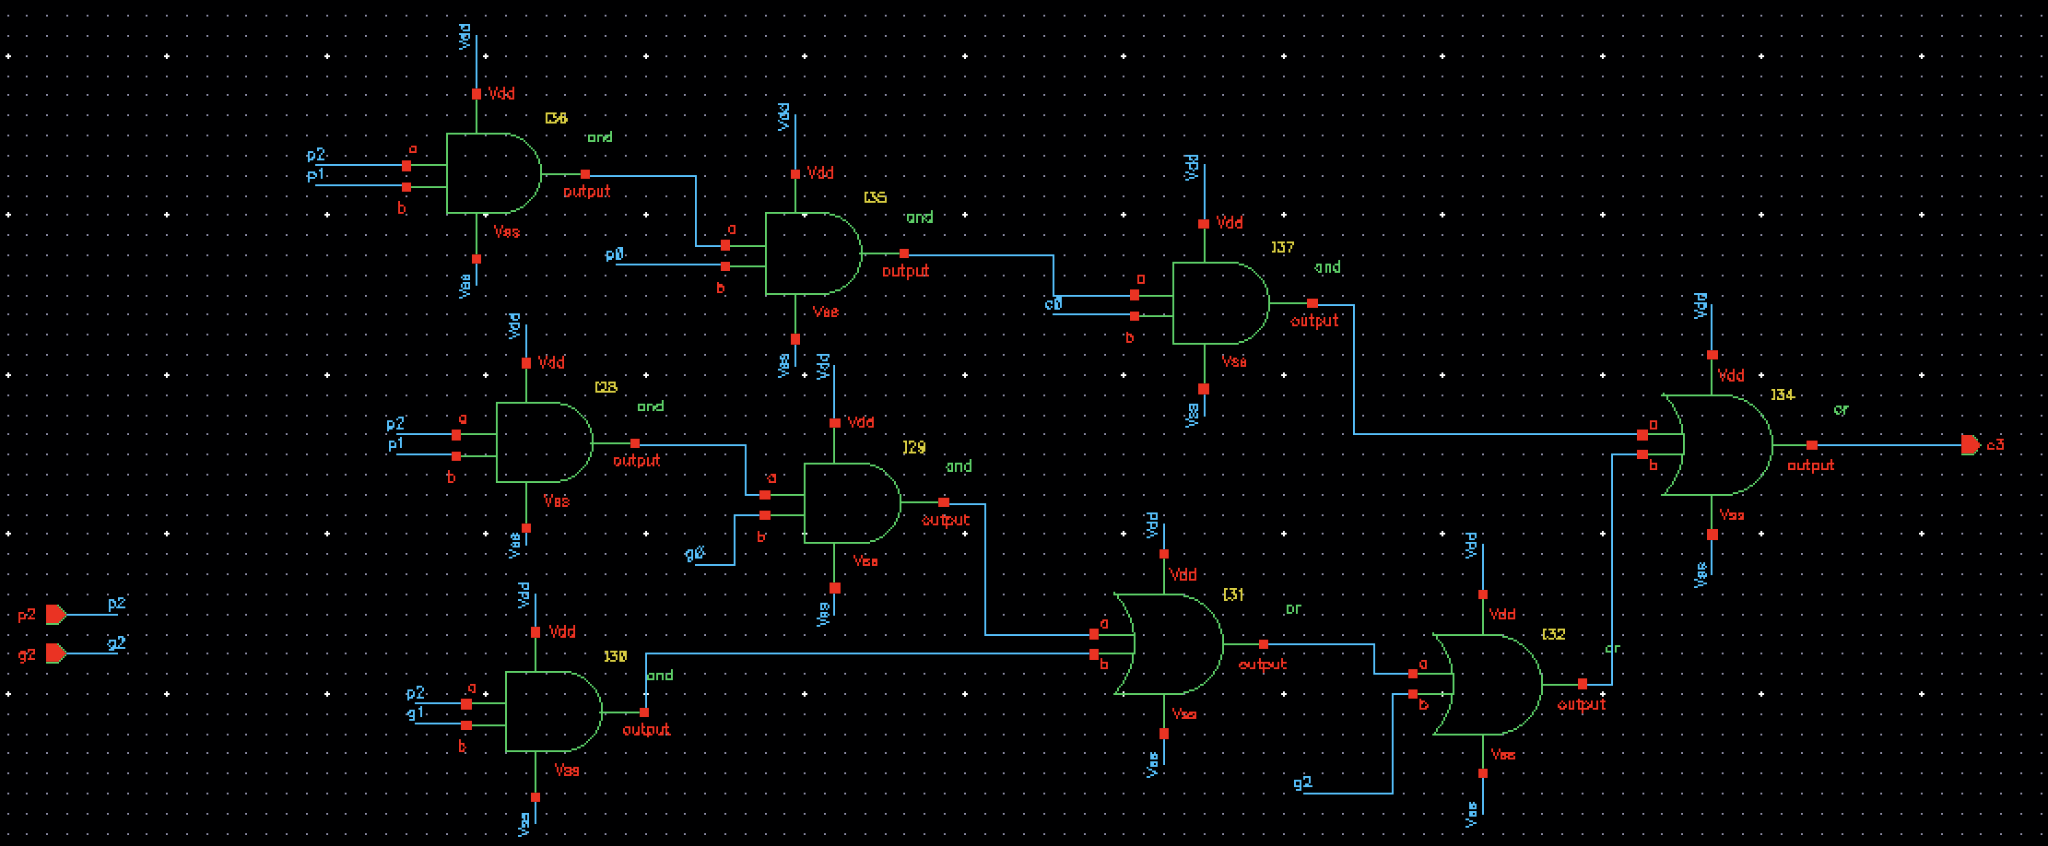 Vdd
Vdd
I36
and
p2
a
p1
output
b
Vss
Vss
Vdd
Vdd
I35
and
a
p0
output
b
Vss
Vss
Vdd
Vdd
I37
and
a
c0
output
b
Vss
Vss
Vdd
Vdd
I28
and
p2
a
p1
output
b
Vss
Vss
Vdd
Vdd
I29
and
a
output
b
g0
Vss
Vss
Vdd
Vdd
I34
or
a
b
output
c3
Vss
Vss
p2
p2
g2
g2
Vdd
Vdd
I30
and
p2
a
g1
output
b
Vss
Vss
Vdd
Vdd
I31
or
a
b
output
Vss
Vss
Vdd
Vdd
I32
or
a
b
output
g2
Vss
Vss